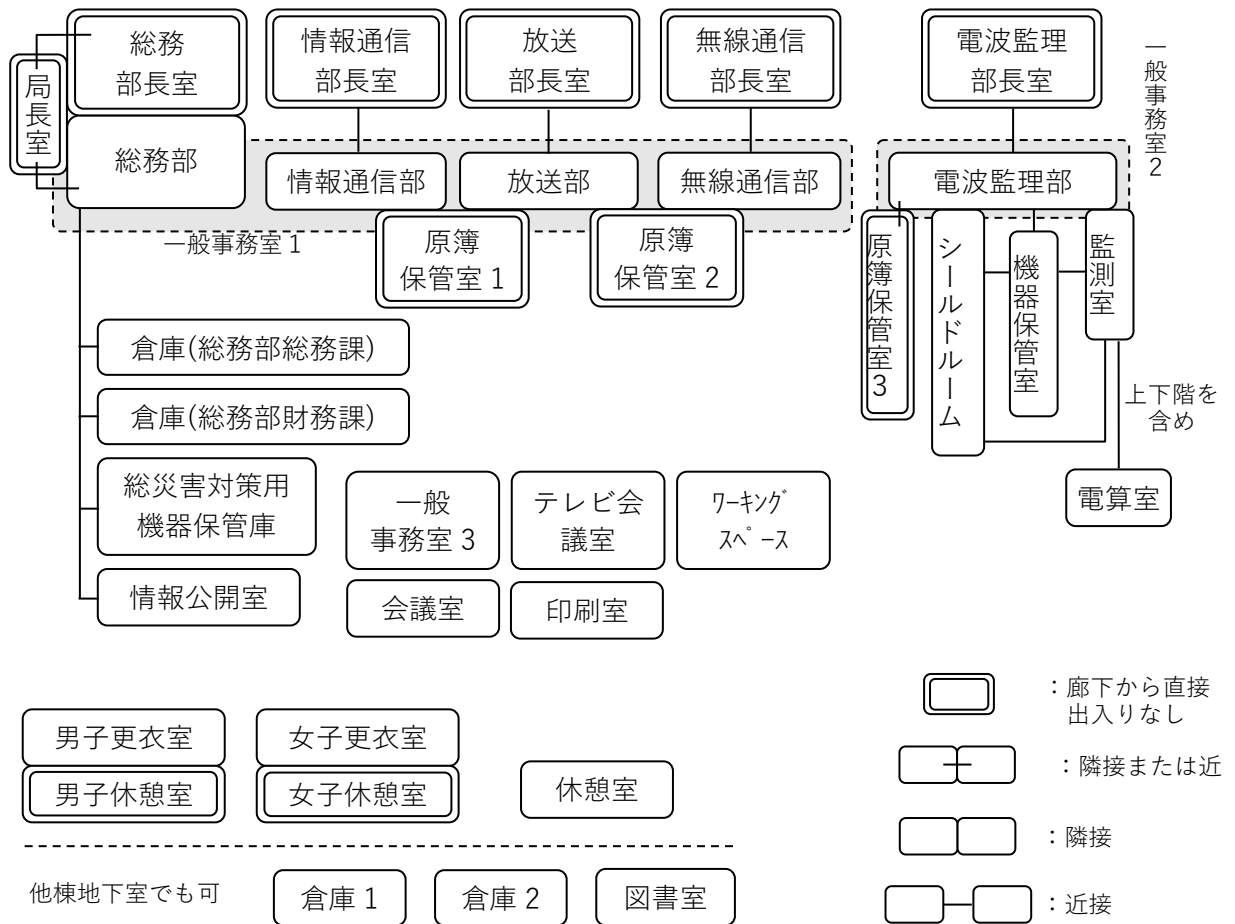 総務
部長室
情報通信
部長室
放送
部長室
無線通信
部長室
電波監理
部長室
一般事務室2
局長室
総務部
情報通信部
放送部
無線通信部
電波監理部
一般事務室1
原簿
保管室1
原簿
保管室2
原簿保管室3
シールドルーム
機器保管室
監測室
倉庫(総務部総務課)
倉庫(総務部財務課)
上下階を
含め
総災害対策用
機器保管庫
一般
事務室3
テレビ会
議室
ワーキング
スペース
電算室
情報公開室
会議室
印刷室
:廊下から直接
出入りなし
男子更衣室
女子更衣室
:隣接または近
男子休憩室
女子休憩室
休憩室
:隣接
他棟地下室でも可
倉庫1
倉庫2
図書室
:近接